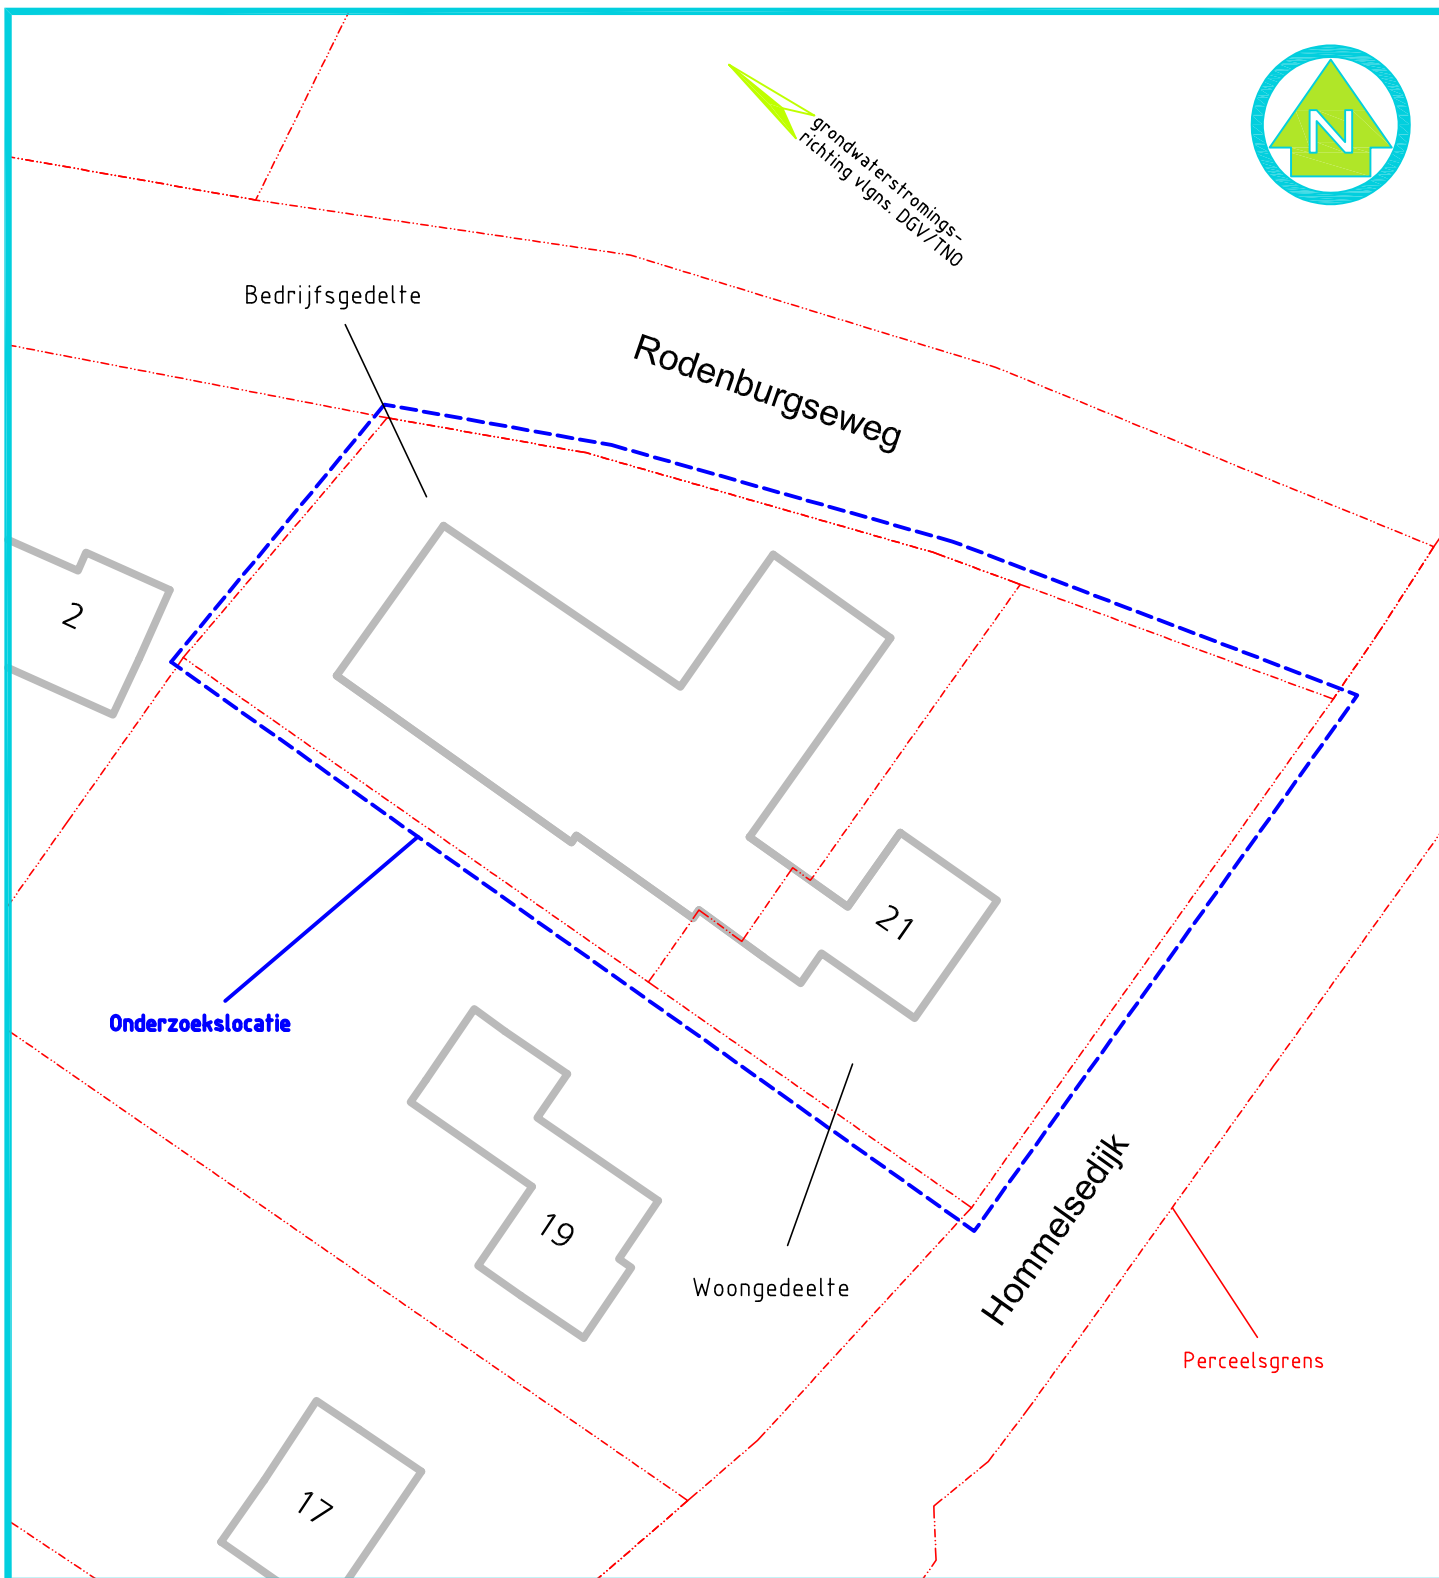 N
grondwaterstromings-
richting vlgns. DGV/TNO
Bedrijfsgedelte
Rodenburgseweg
2
21
Onderzoekslocatie
19
Hommelsedijk
Woongedeelte
Perceelsgrens
17